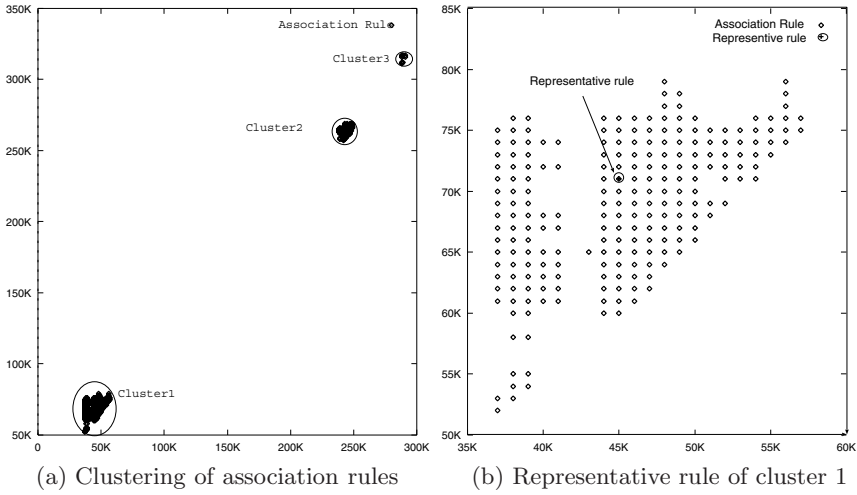 350K
300K
250K
200K
150K
100K
50K
0
50K
100K
150K
200K
250K
300K
Association Rule
Cluster3
Cluster2
Cluster1
(a) Clustering of association rules
85K
80K
75K
70K
65K
60K
55K
50K
35K
40K
45K
50K
55K
60K
Association Rule
Representive rule
Representative rule
(b) Representative rule of cluster 1